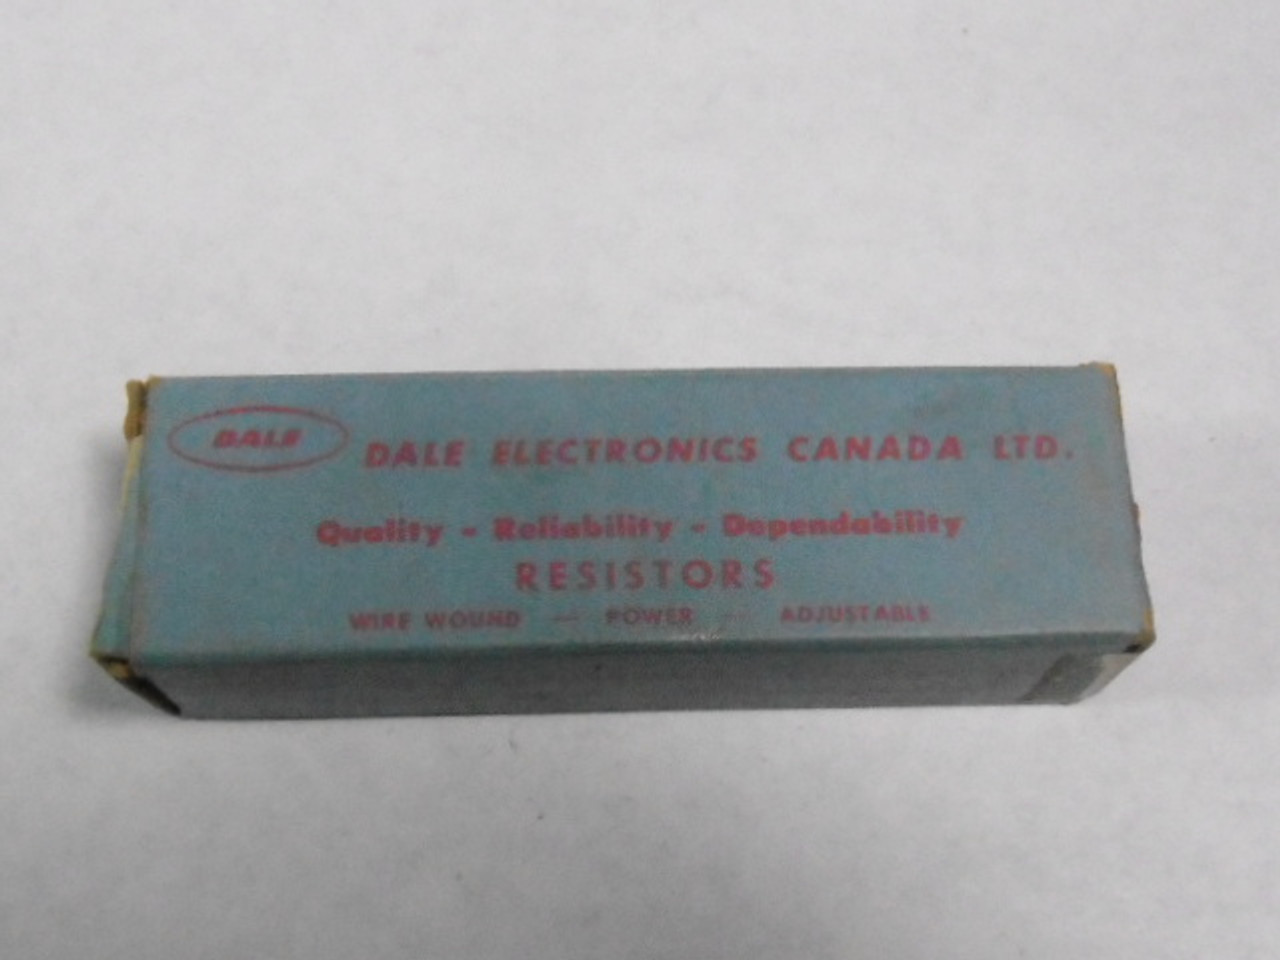 DALE
DALE ELECTRONICS CANADA LTD.
Quality - Reliability - Dependability
RESISTORS
WIRE WOUND — POWER — ADJUSTABLE